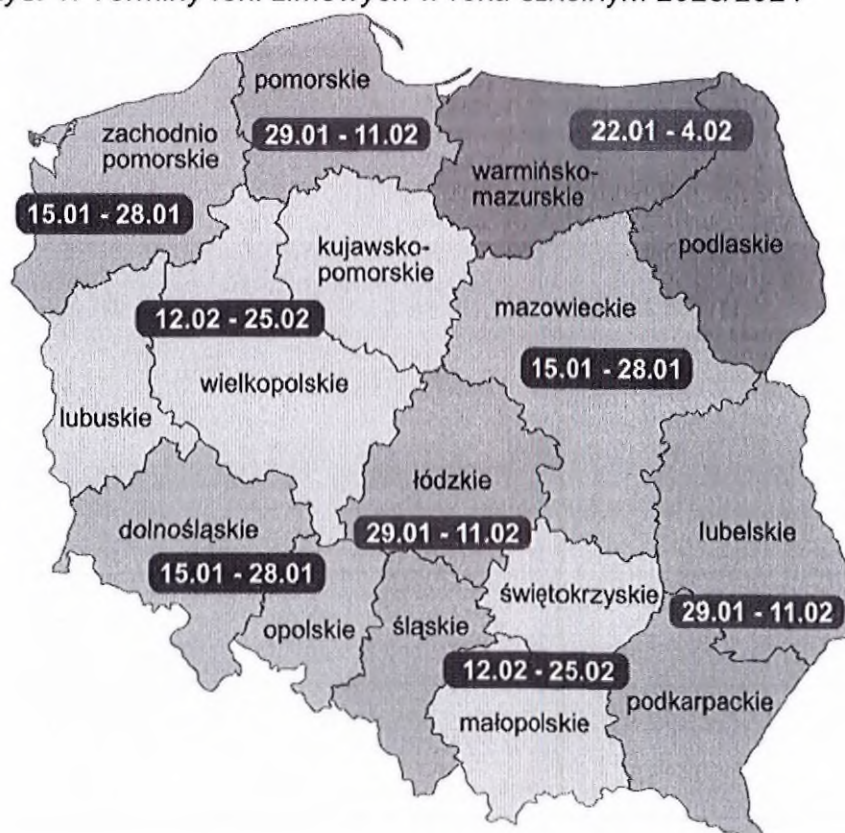 Terminy ferii zimowych w roku szkolnym 2023/2024
pomorskie
29.01 - 11.02
22.01 - 4.02
zachodnio
pomorskie
warmińsko-
mazurskie
15.01 - 28.01
kujawsko-
pomorskie
podlaskie
mazowieckie
12.02 - 25.02
15.01 - 28.01
wielkopolskie
lubuskie
łódzkie
dolnośląskie
29.01 - 11.02
lubelskie
15.01 - 28.01
świętokrzyskie
29.01 - 11.02
opolskie
śląskie
12.02 - 25.02
małopolskie
podkarpackie